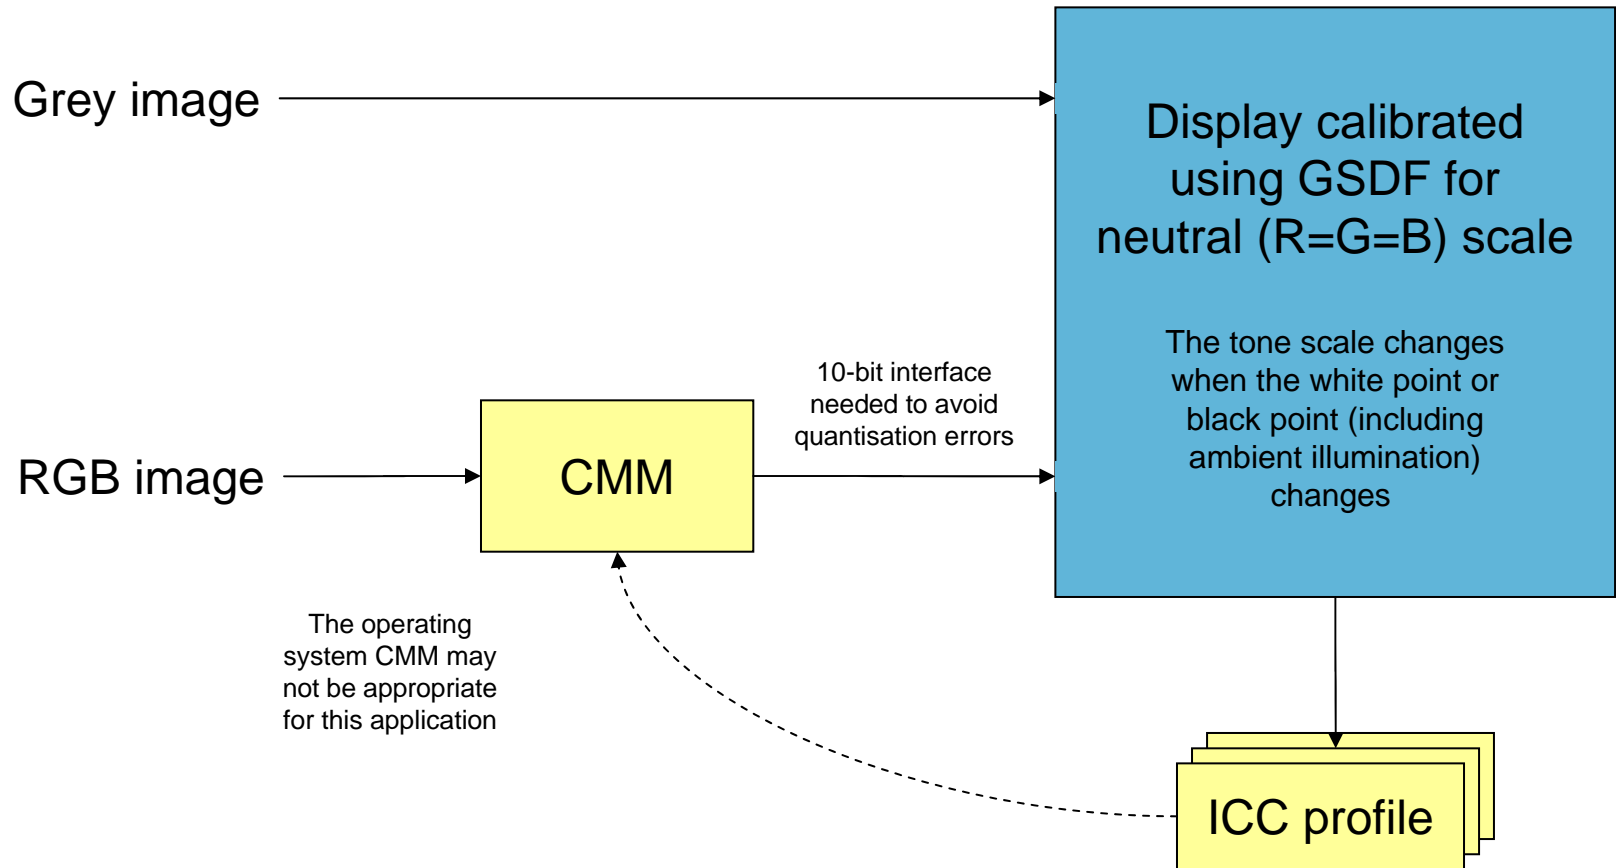 Grey image
Display calibrated
using GSDF for
neutral (R=G=B) scale
The tone scale changes
when the white point or
black point (including
ambient illumination)
changes
10-bit interface
needed to avoid
quantisation errors
RGB image
CMM
The operating
system CMM may
not be appropriate
for this application
ICC profile